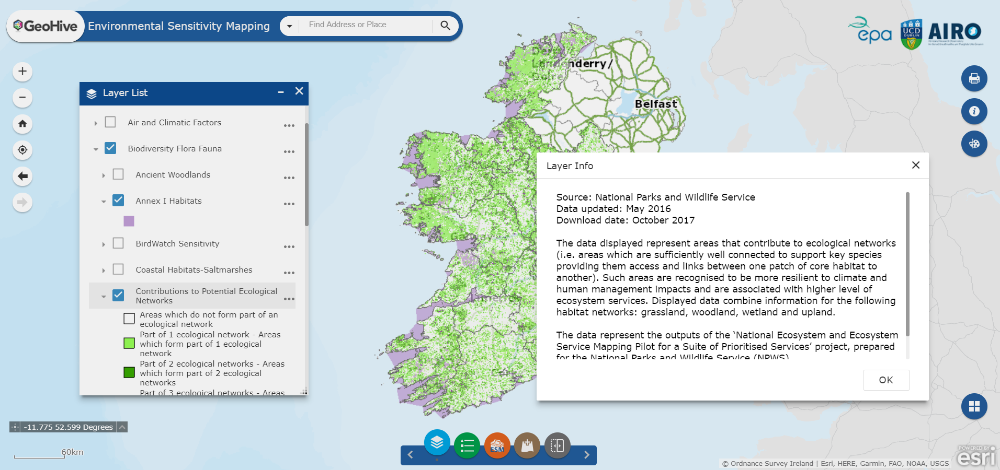 GeoHive
Environmental Sensitivity Mapping
Find Address or Place
epa
UCD
DUBLIN
AIRO
Layer List
Air and Climatic Factors
Biodiversity Flora Fauna
Ancient Woodlands
Annex I Habitats
BirdWatch Sensitivity
Coastal Habitats-Saltmarshes
Contributions to Potential Ecological
Networks
Areas which do not form part of an
ecological network
Part of 1 ecological network - Areas
which form part of 1 ecological
network
Part of 2 ecological networks - Areas
which form part of 2 ecological
networks
Part of 3 ecological networks - Areas
Londonderry/
Belfast
Galway
Limerick
Cork
Layer Info
Source: National Parks and Wildlife Service
Data updated: May 2016
Download date: October 2017
The data displayed represent areas that contribute to ecological networks
(i.e. areas which are sufficiently well connected to support key species
providing them access and links between one patch of core habitat to
another). Such areas are recognised to be more resilient to climate and
human management impacts and are associated with higher level of
ecosystem services. Displayed data combine information for the following
habitat networks: grassland, woodland, wetland and upland.
The data represent the outputs of the ‘National Ecosystem and Ecosystem
Service Mapping Pilot for a Suite of Prioritised Services’ project, prepared
for the National Parks and Wildlife Service (NPWS)
OK
-11.775 52.599 Degrees
60km
ESM
© Ordnance Survey Ireland | Esri, HERE, Garmin, FAO, NOAA, USGS
POWERED BY
esri